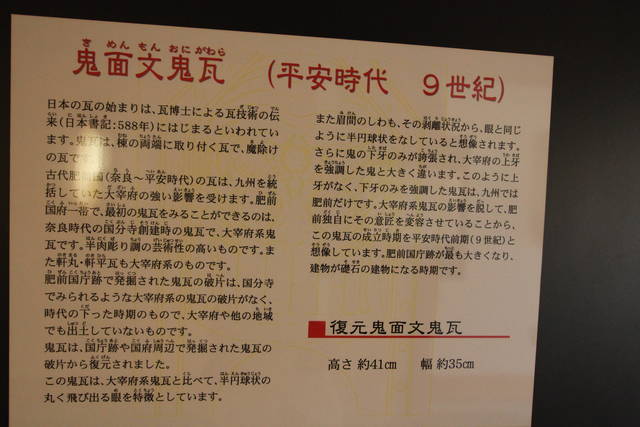 鬼面文鬼瓦 (平安時代 9世紀)
き めん もん おに がわら
日本の瓦の始まりは、瓦博士による瓦技術の伝
来(日本書記:588年)にはじまるといわれてい
ます。鬼瓦は、棟の両端に取り付く瓦で、魔除け
の瓦です。
古代肥前国(奈良~平安時代)の瓦は、九州を統
括していた大宰府の強い影響を受けます。肥前
国府一帯で、最初の鬼瓦をみることができるのは、
奈良時代の国分寺創建時の鬼瓦で、大宰府系鬼
瓦です。半肉彫り調の芸術性の高いものです。ま
た軒丸・軒平瓦も大宰府系のものです。
肥前国庁跡で発掘された鬼瓦の破片は、国分寺
でみられるような大宰府系の鬼瓦の破片がなく、
時代の下った時期のもので、大宰府や他の地域
でも出土していないものです。
鬼瓦は、国庁跡や国府周辺で発掘された鬼瓦の
破片から復元されました。
この鬼瓦は、大宰府系鬼瓦と比べて、半円球状の
丸く飛び出る眼を特徴としています。
また眉間のしわも、その剥離状況から、眼と同じ
ように半円球状をなしていると想像されます。
さらに鬼の下牙のみが誇張され、大宰府の上牙
を強調した鬼と大きく違います。このように上
牙がなく、下牙のみを強調した鬼瓦は、九州では
肥前だけです。大宰府系鬼瓦の影響を脱して、肥
前独自にその意匠を変容させていることから、
この鬼瓦の成立時期を平安時代前期(9世紀)と
想像しています。肥前国庁跡が最も大きくなり、
建物が礎石の建物になる時期です。
復元鬼面文鬼瓦
高さ 約41cm 幅 約35cm